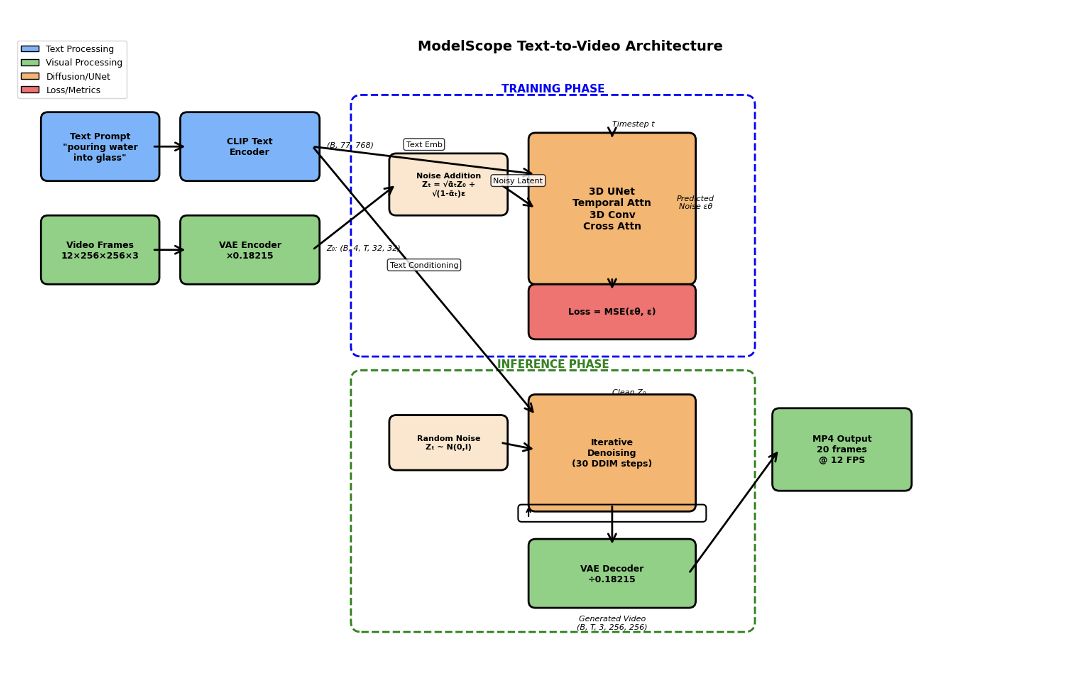 ModelScope Text-to-Video Architecture
Text Processing
Visual Processing
Diffusion/UNet
Loss/Metrics
TRAINING PHASE
Text Prompt
"pouring water
into glass"
CLIP Text
Encoder
(B, 77, 768)
Text Emb
Timestep t
Noise Addition
Zₜ = √ᾱₜZ₀ +
√(1-ᾱₜ)ε
Noisy Latent
3D UNet
Temporal Attn
3D Conv
Cross Attn
Predicted
Noise εθ
Video Frames
12×256×256×3
VAE Encoder
×0.18215
Z₀: (B, 4, T, 32, 32)
Text Conditioning
Loss = MSE(εθ, ε)
INFERENCE PHASE
Clean Z₀
Random Noise
Zₜ ~ N(0,I)
Iterative
Denoising
(30 DDIM steps)
MP4 Output
20 frames
@ 12 FPS
VAE Decoder
÷0.18215
Generated Video
(B, T, 3, 256, 256)